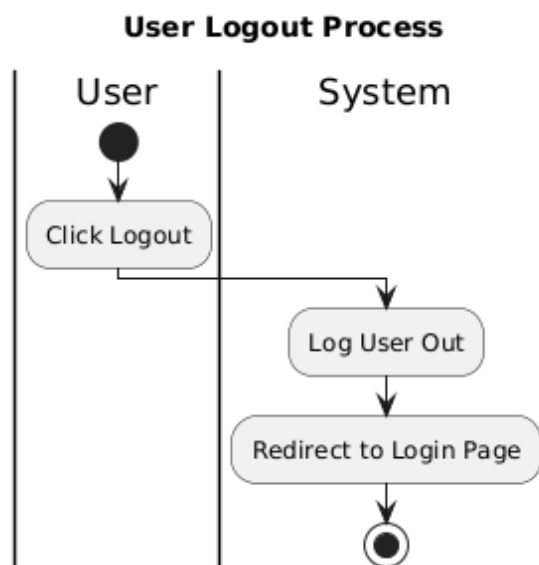 User Logout Process
User
System
Click Logout
Log User Out
Redirect to Login Page